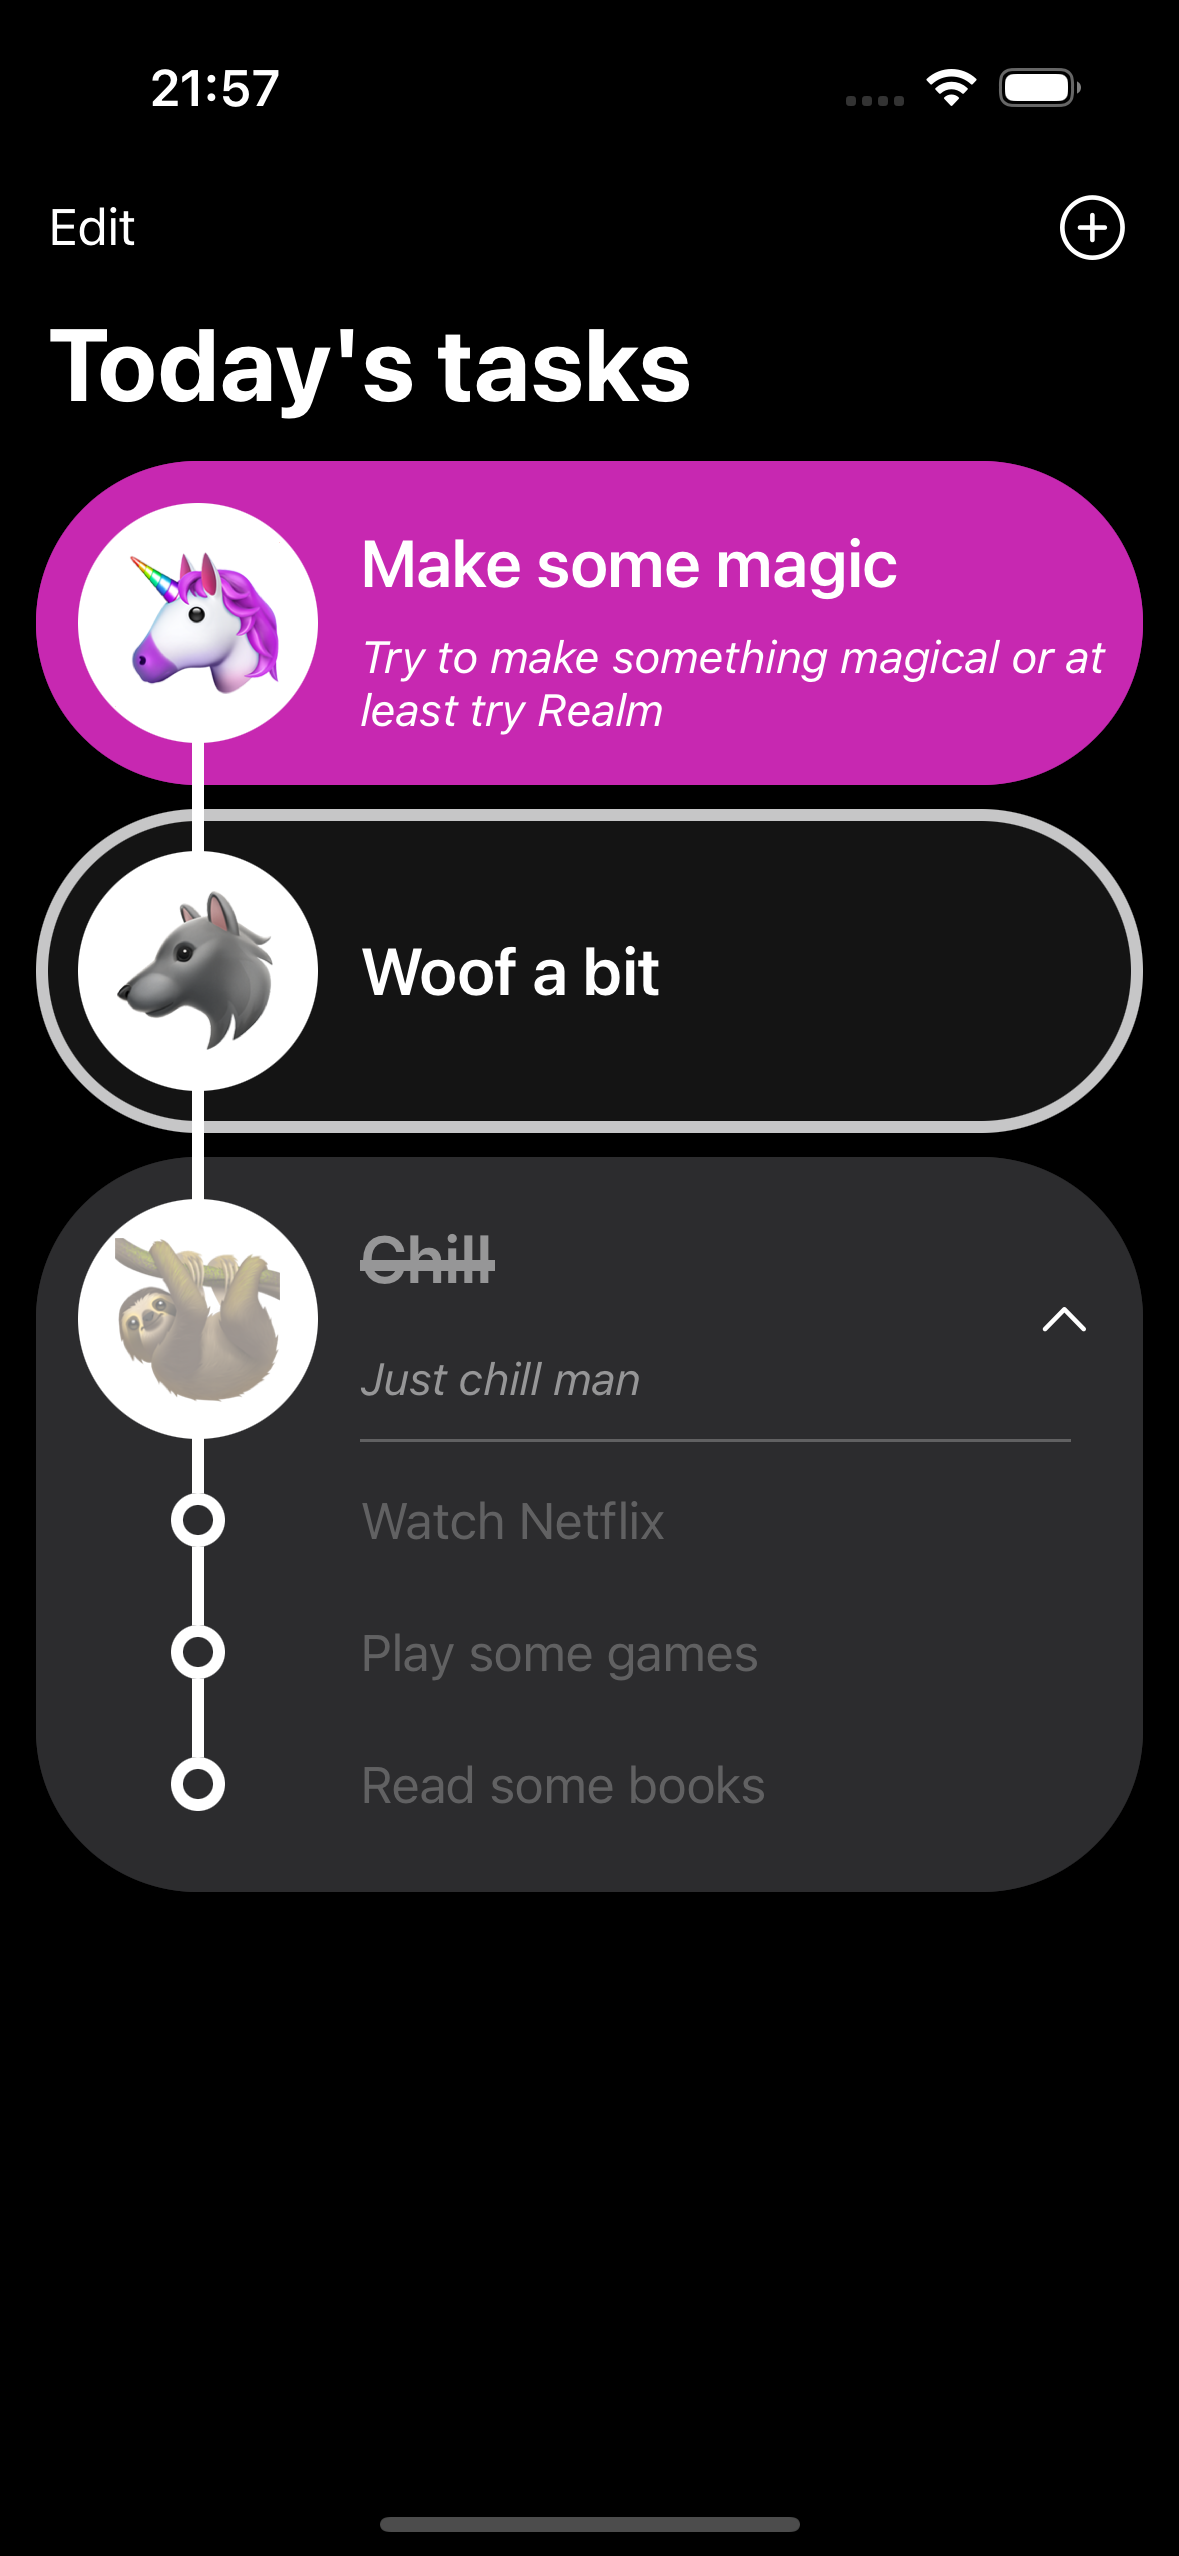 21:57
Edit
Today's tasks
Make some magic
Try to make something magical or at
least try Realm
Woof a bit
Chill
Just chill man
Watch Netflix
Play some games
Read some books